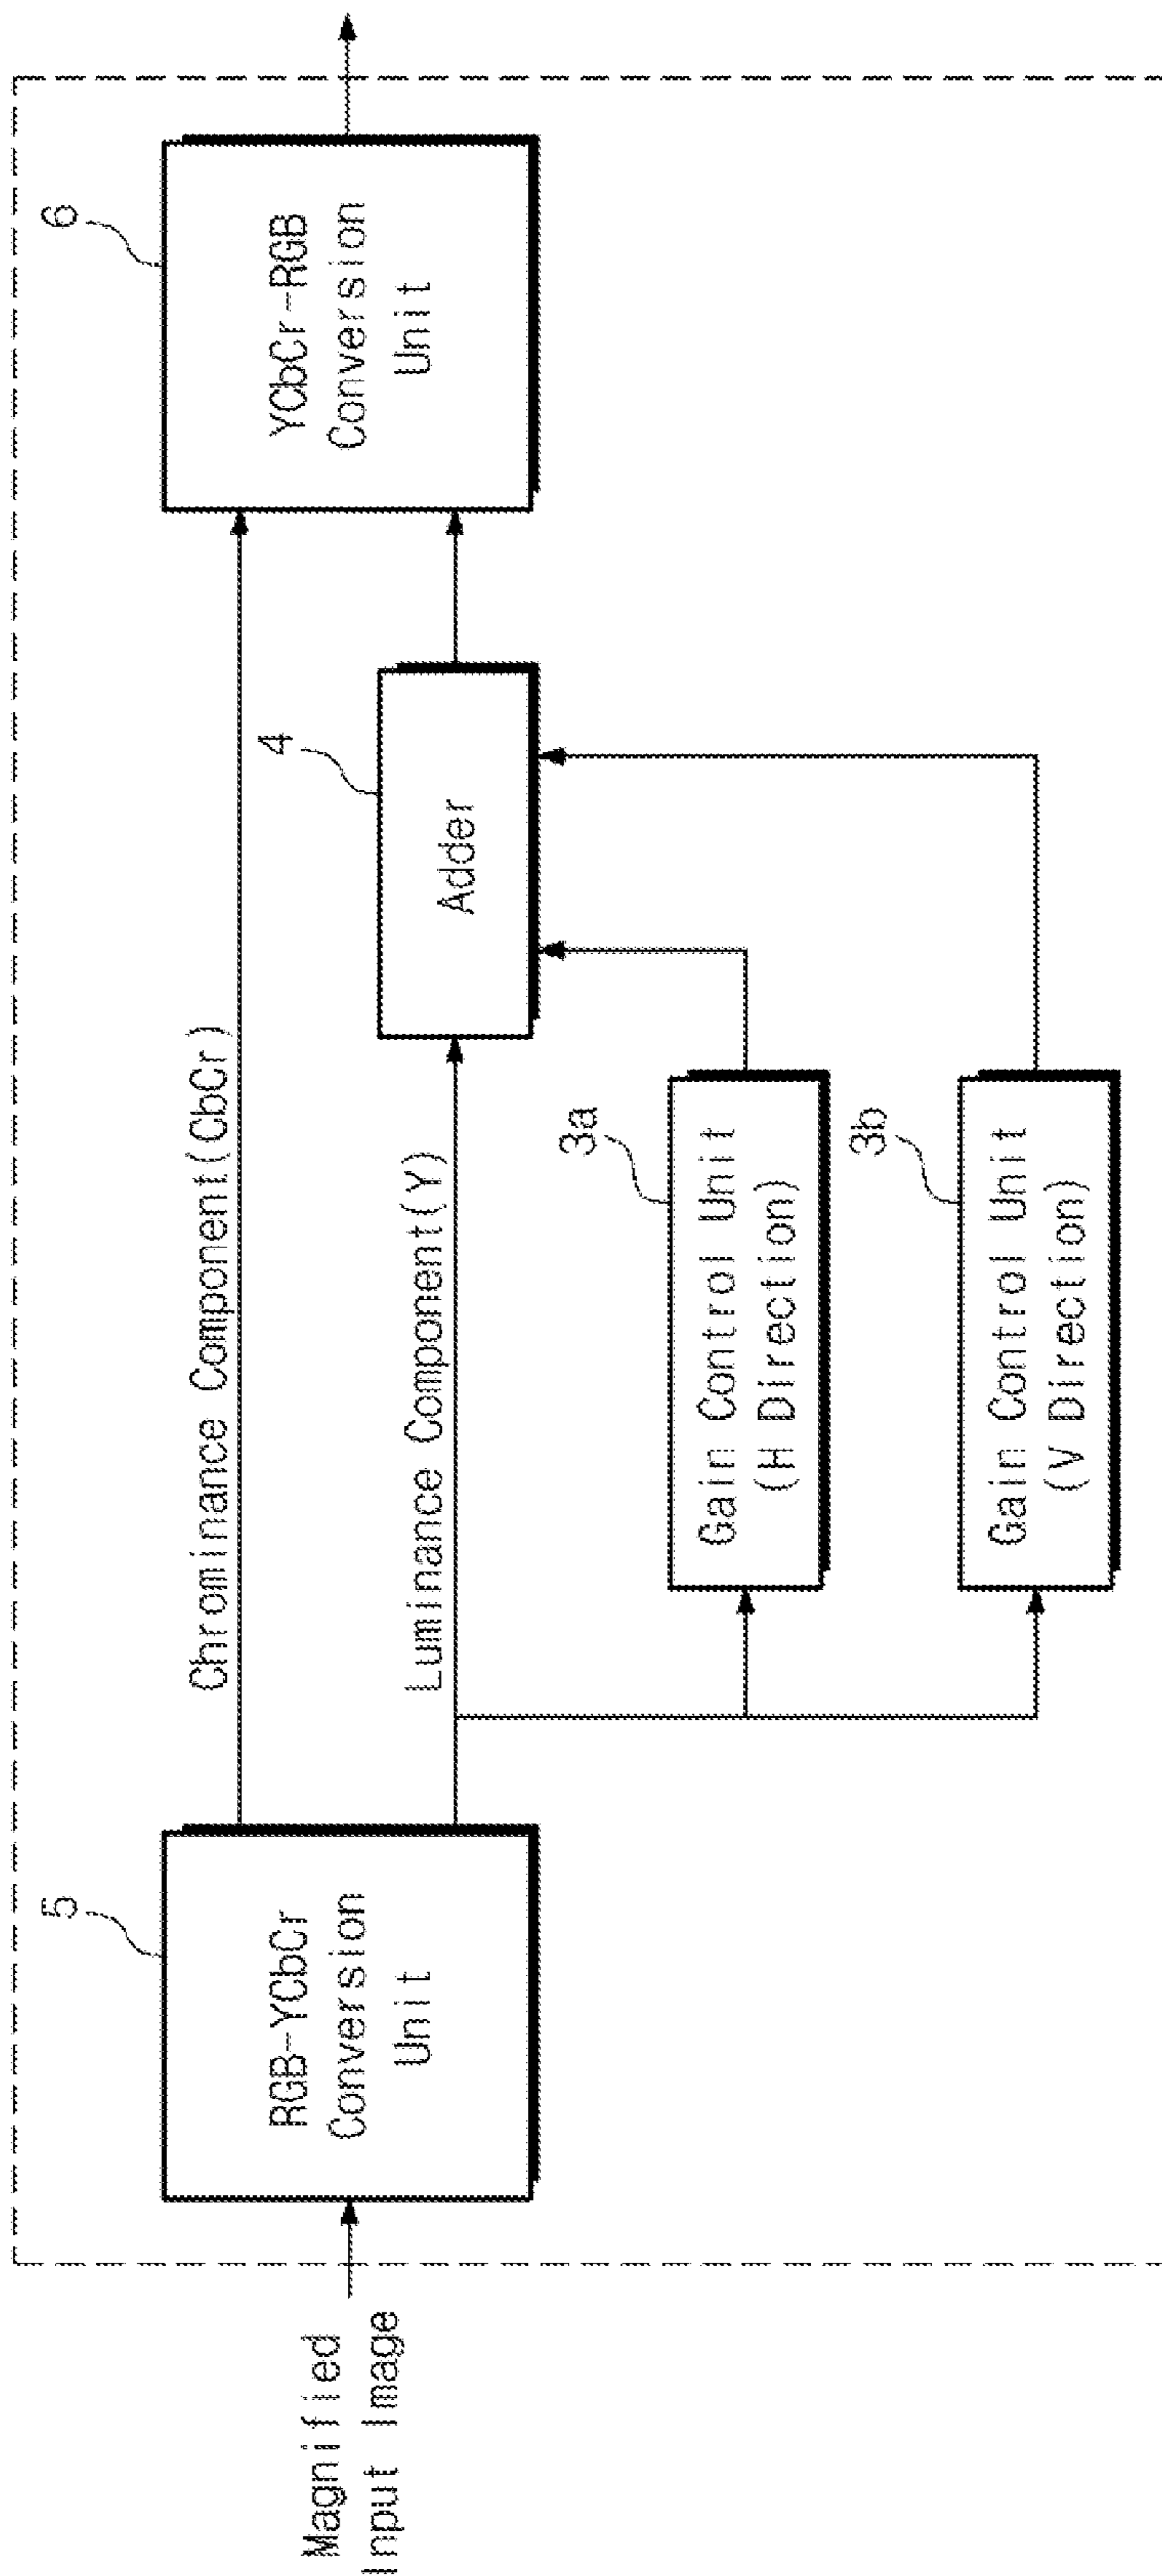 Magnified
Input Image
5
RGB-YCbCr
Conversion
Unit
Chrominance Component(CbCr)
Luminance Component(Y)
4
Adder
6
YCbCr-RGB
Conversion
Unit
3a
Gain Control Unit
(H Direction)
3b
Gain Control Unit
(V Direction)